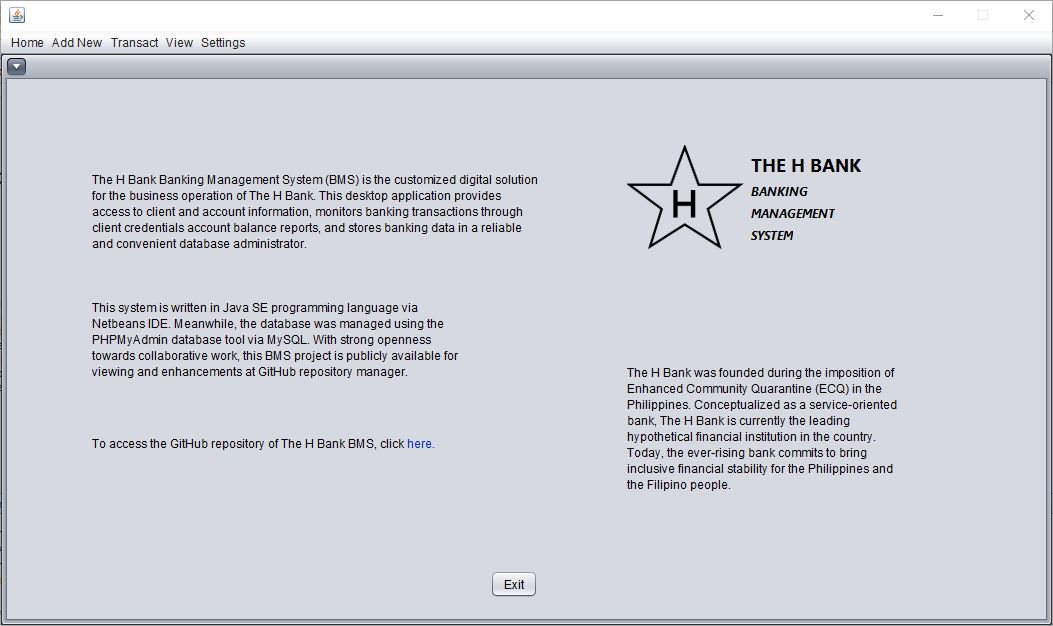 Home Add New Transact View Settings
The H Bank Banking Management System (BMS) is the customized digital solution
for the business operation of The H Bank. This desktop application provides
access to client and account information, monitors banking transactions through
client credentials account balance reports, and stores banking data in a reliable
and convenient database administrator.
This system is written in Java SE programming language via
Netbeans IDE. Meanwhile, the database was managed using the
PHPMyAdmin database tool via MySQL. With strong openness
towards collaborative work, this BMS project is publicly available for
viewing and enhancements at GitHub repository manager.
To access the GitHub repository of The H Bank BMS, click here.
H
THE H BANK
BANKING
MANAGEMENT
SYSTEM
The H Bank was founded during the imposition of
Enhanced Community Quarantine (ECQ) in the
Philippines. Conceptualized as a service-oriented
bank, The H Bank is currently the leading
hypothetical financial institution in the country.
Today, the ever-rising bank commits to bring
inclusive financial stability for the Philippines and
the Filipino people.
Exit